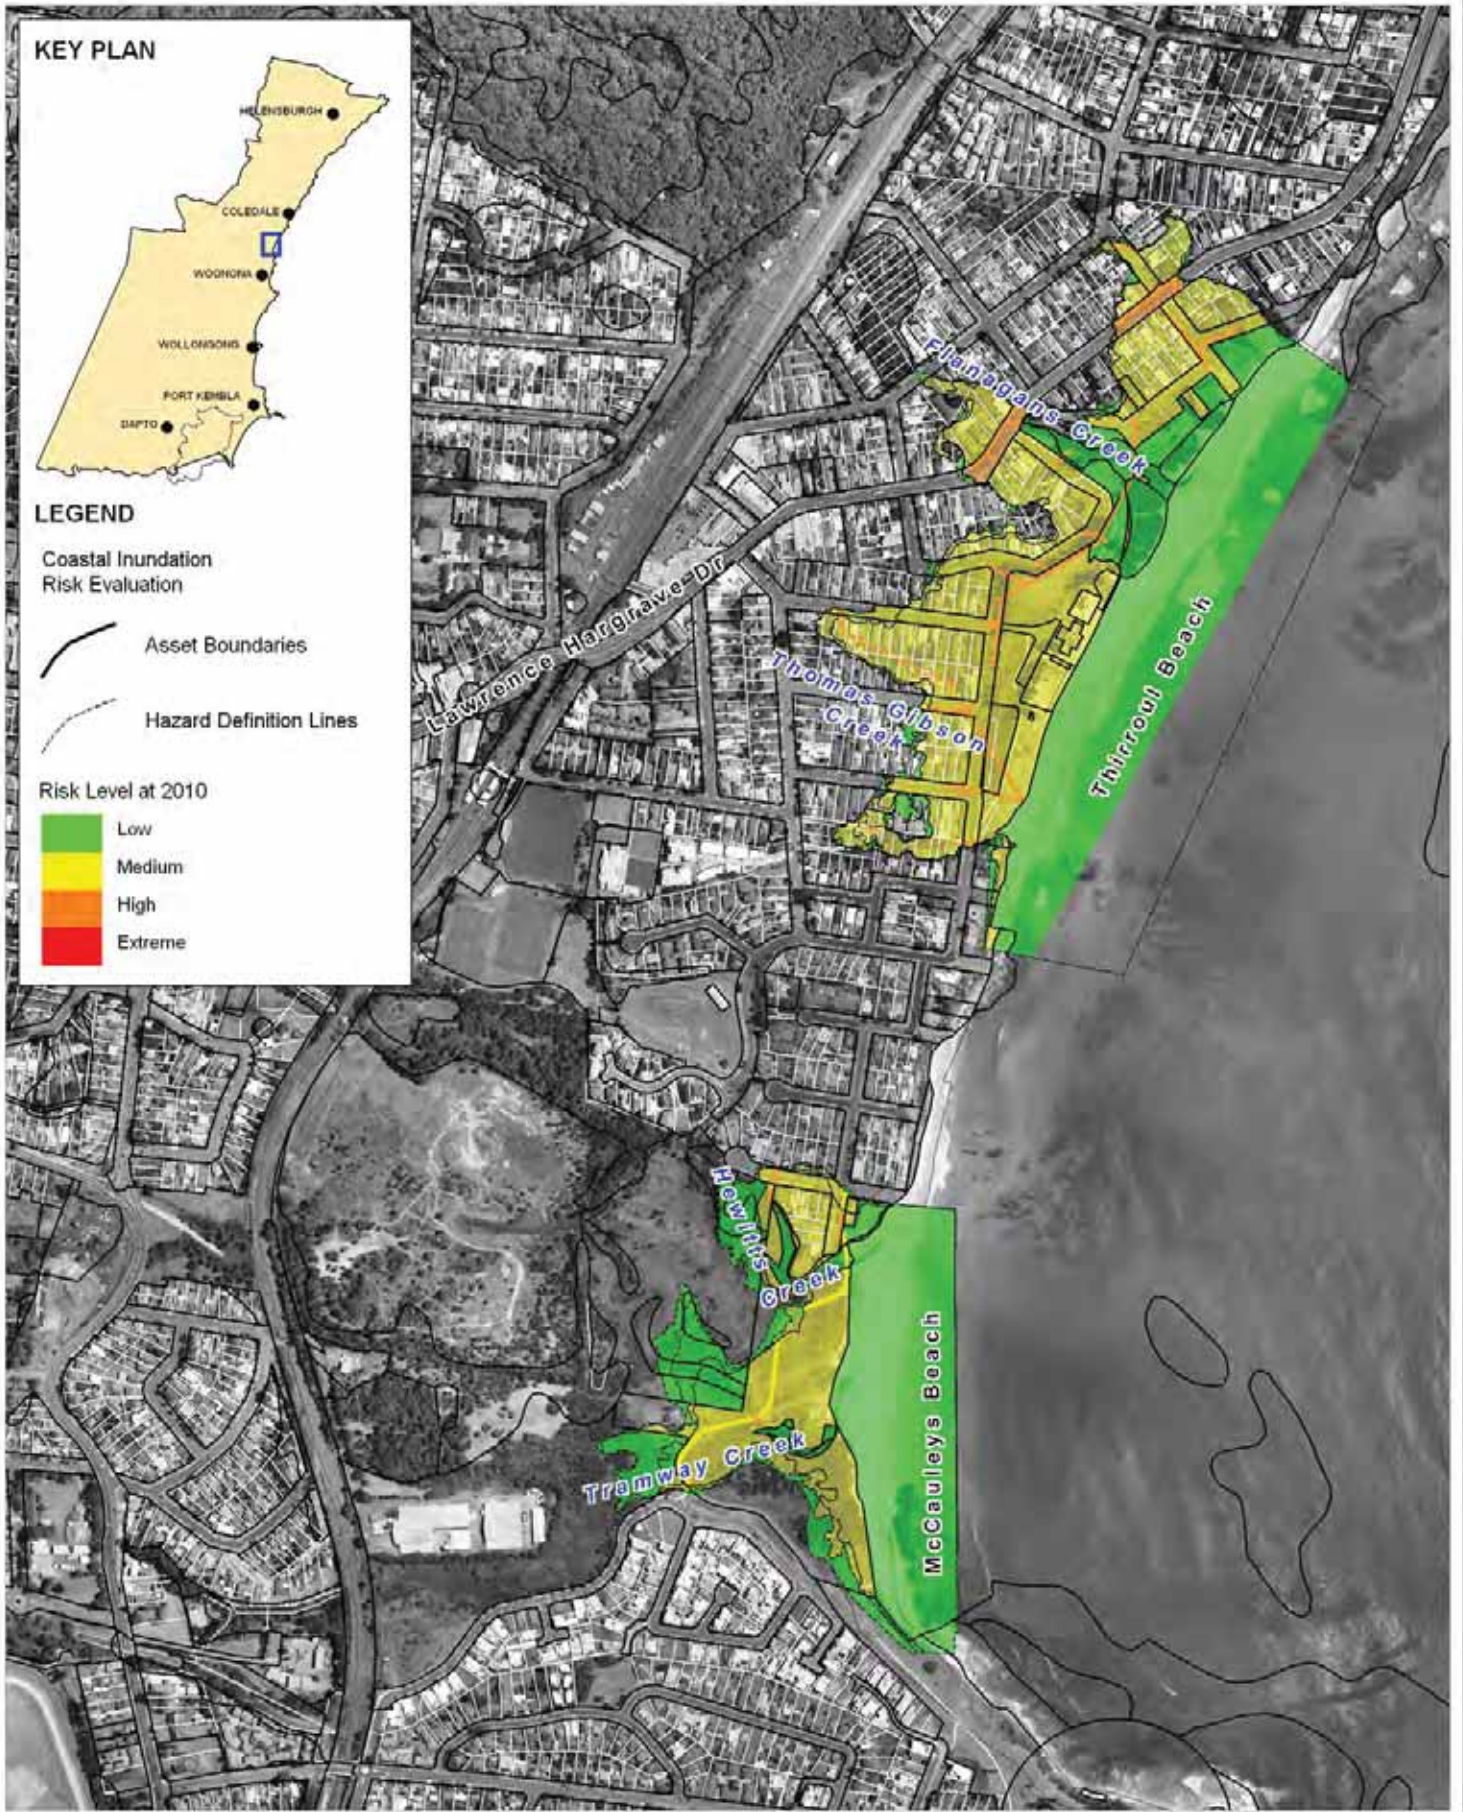 KEY PLAN
HELENSBURGH
COLEDALE
WOONONA
WOLLONGONG
PORT KEMBLA
DAPTO
LEGEND
Coastal Inundation
Risk Evaluation
Asset Boundaries
Hazard Definition Lines
Risk Level at 2010
Low
Medium
High
Extreme
Flanagans Creek
Lawrence Hargrave Dr
Thomas Gibson
Creek
Thirroul Beach
Hewitts
Creek
McCauleys Beach
Tramway Creek